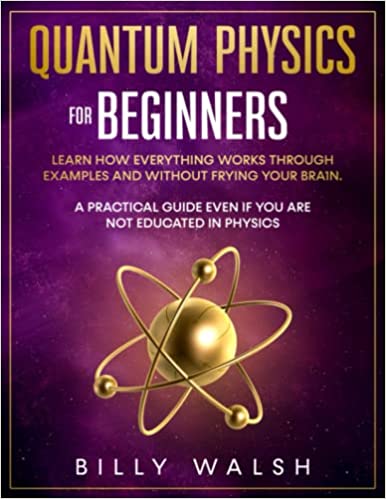 QUANTUM PHYSICS
FOR BEGINNERS
LEARN HOW EVERYTHING WORKS THROUGH
EXAMPLES AND WITHOUT FRYING YOUR BRA1N.
A PRACTICAL GUIDE EVEN IF YOU ARE
NOT EDUCATED IN PHYSICS
BILLY WALSH